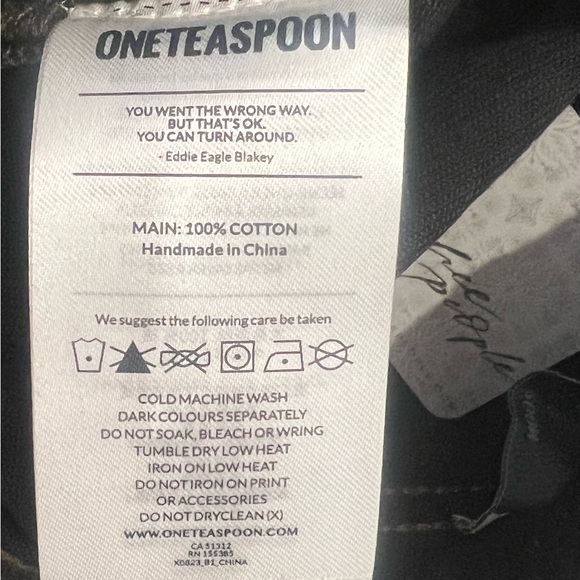 ONETEASPOON
YOU WENT THE WRONG WAY.
BUT THAT'S OK.
YOU CAN TURN AROUND.
- Eddie Eagle Blakey
MAIN: 100% COTTON
Handmade in China
We suggest the following care be taken
COLD MACHINE WASH
DARK COLOURS SEPARATELY
DO NOT SOAK, BLEACH OR WRING
TUMBLE DRY LOW HEAT
IRON ON LOW HEAT
DO NOT IRON ON PRINT
OR ACCESSORIES
DO NOT DRYCLEAN (X)
WWW.ONETEASPOON.COM
CA 51312
RN 155385
X0823_B1_CHINA